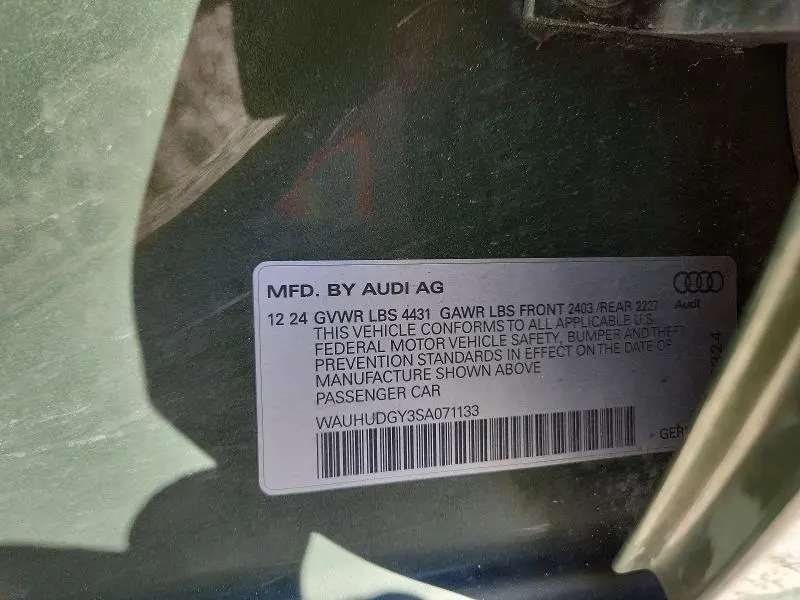 MFD. BY AUDI AG
Audi
12 24 GVWR LBS 4431 GAWR LBS FRONT 2403 /REAR 2227
THIS VEHICLE CONFORMS TO ALL APPLICABLE U.S.
FEDERAL MOTOR VEHICLE SAFETY, BUMPER AND THEFT
PREVENTION STANDARDS IN EFFECT ON THE DATE OF
MANUFACTURE SHOWN ABOVE
PASSENGER CAR
WAUHUDGY3SA071133